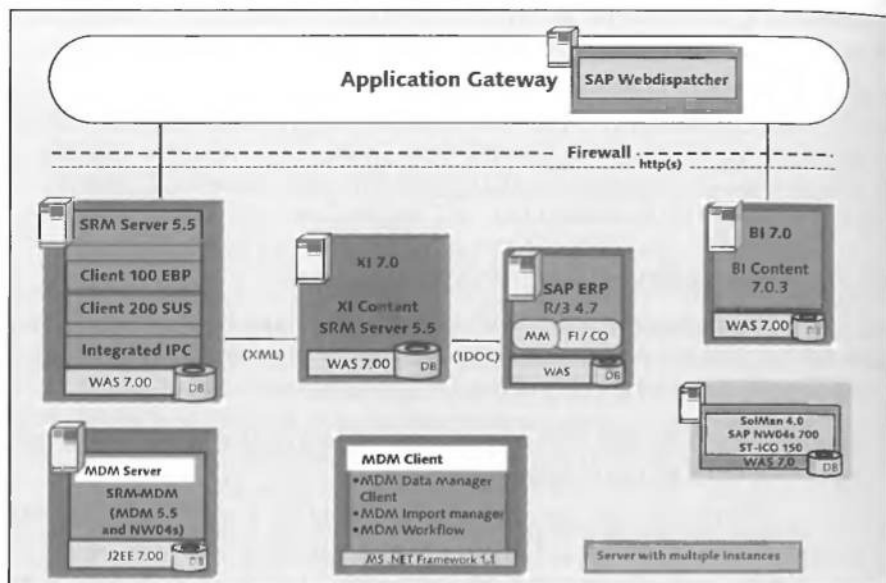 Application Gateway
SAP Webdispatcher
Firewall
http(s)
SRM Server 5.5
Client 100 EBP
Client 200 SUS
Integrated IPC
WAS 7.00
DB
(XML)
XI 7.0
XI Content
SRM Server 5.5
WAS 7.00
DB
(IDOC)
SAP ERP
R/3 4.7
MM
FI / CO
WAS
DB
BI 7.0
BI Content
7.0.3
WAS 7.00
DB
SolMan 4.0
SAP NW04s 700
ST-ICO 150
WAS 7.0
DB
MDM Server
SRM-MDM
(MDM 5.5
and NW04s)
J2EE 7.00
DB
MDM Client
•MDM Data Manager
Client
•MDM Import manager
•MDM Workflow
MS .NET Framework 1.1
Server with multiple instances